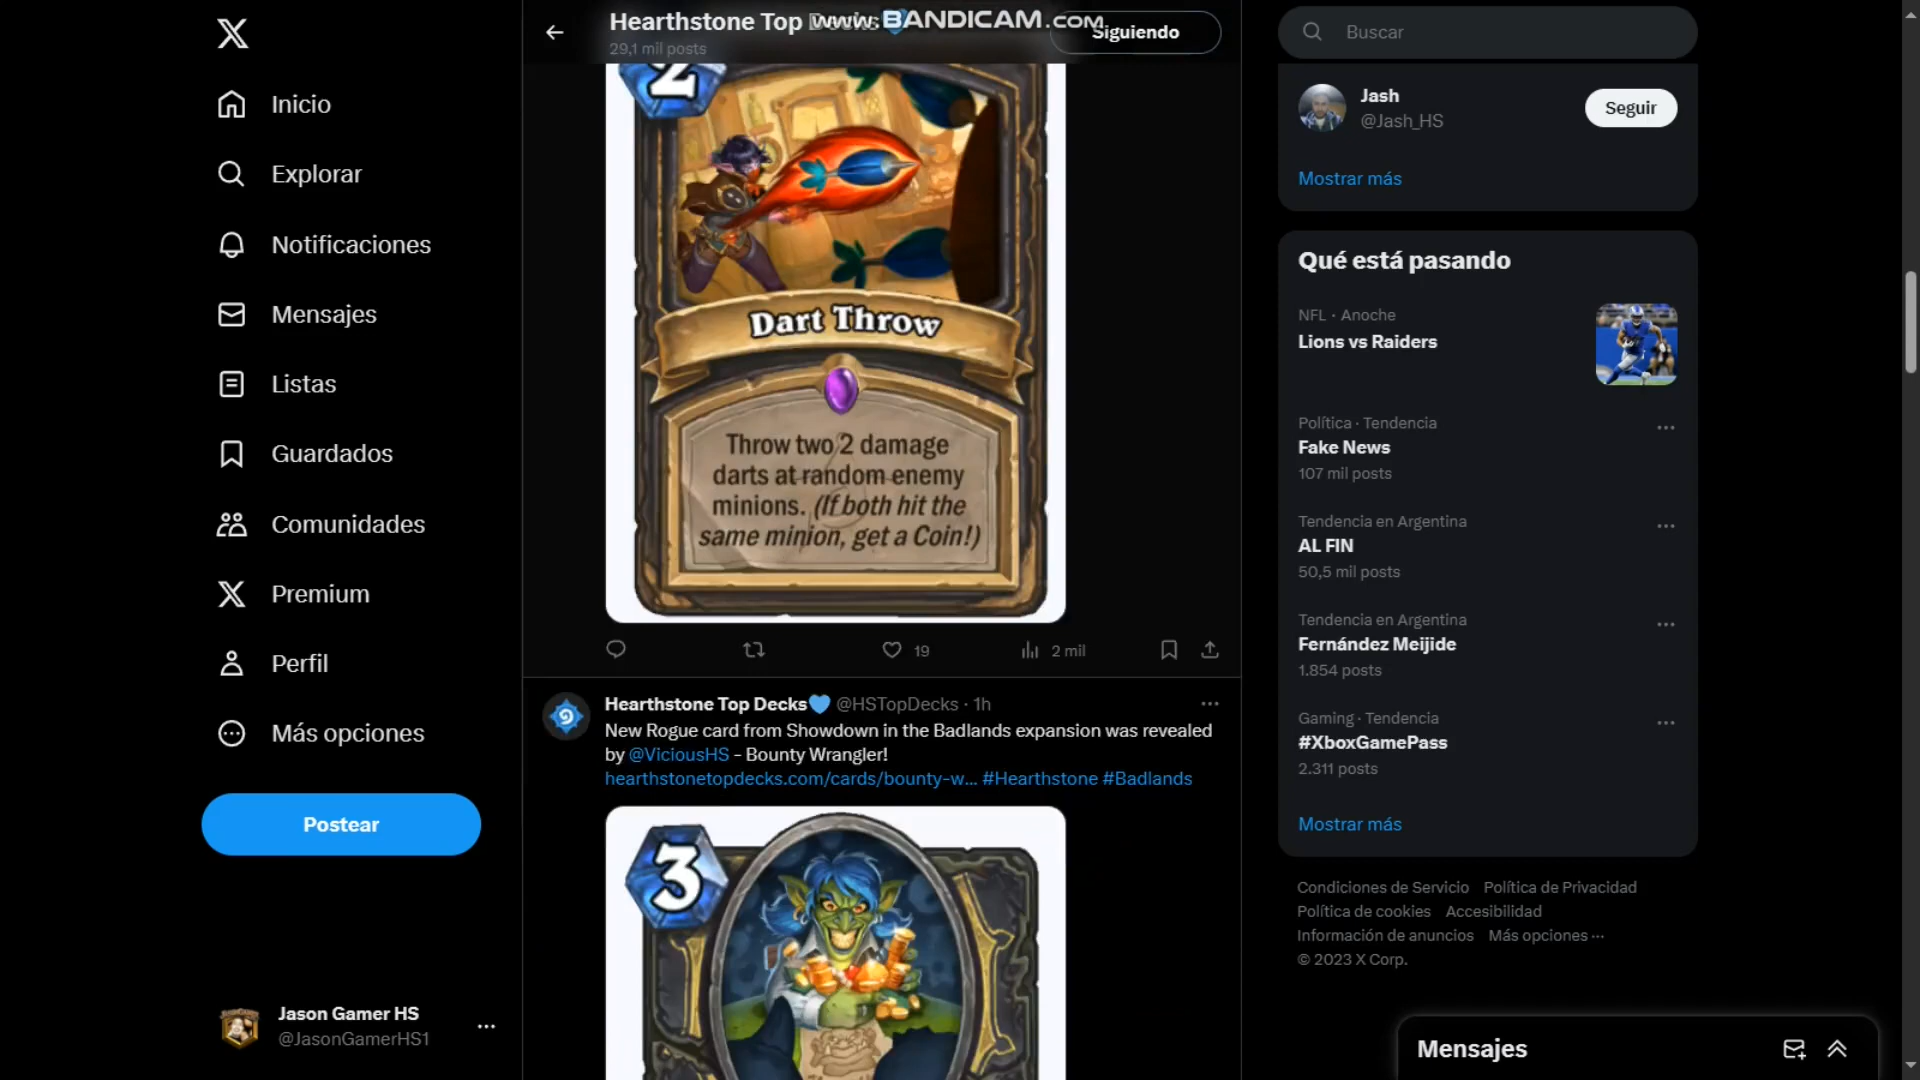 Inicio
Explorar
Notificaciones
Mensajes
Listas
Guardados
Comunidades
Premium
Perfil
Más opciones
Postear
Jason Gamer HS
@JasonGamerHS1
Hearthstone Top Decks
www.BANDICAM.com
29,1 mil posts
Siguiendo
2
Dart Throw
Throw two 2 damage
darts at random enemy
minions. (If both hit the
same minion, get a Coin!)
19
2 mil
Hearthstone Top Decks💙 @HSTopDecks · 1h
New Rogue card from Showdown in the Badlands expansion was revealed
by @ViciousHS - Bounty Wrangler!
hearthstonetopdecks.com/cards/bounty-w... #Hearthstone #Badlands
3
Buscar
Jash
@Jash_HS
Seguir
Mostrar más
Qué está pasando
NFL · Anoche
Lions vs Raiders
Política · Tendencia
Fake News
107 mil posts
Tendencia en Argentina
AL FIN
50,5 mil posts
Tendencia en Argentina
Fernández Meijide
1.854 posts
Gaming · Tendencia
#XboxGamePass
2.311 posts
Mostrar más
Condiciones de Servicio Política de Privacidad
Política de cookies Accesibilidad
Información de anuncios Más opciones ···
© 2023 X Corp.
Mensajes